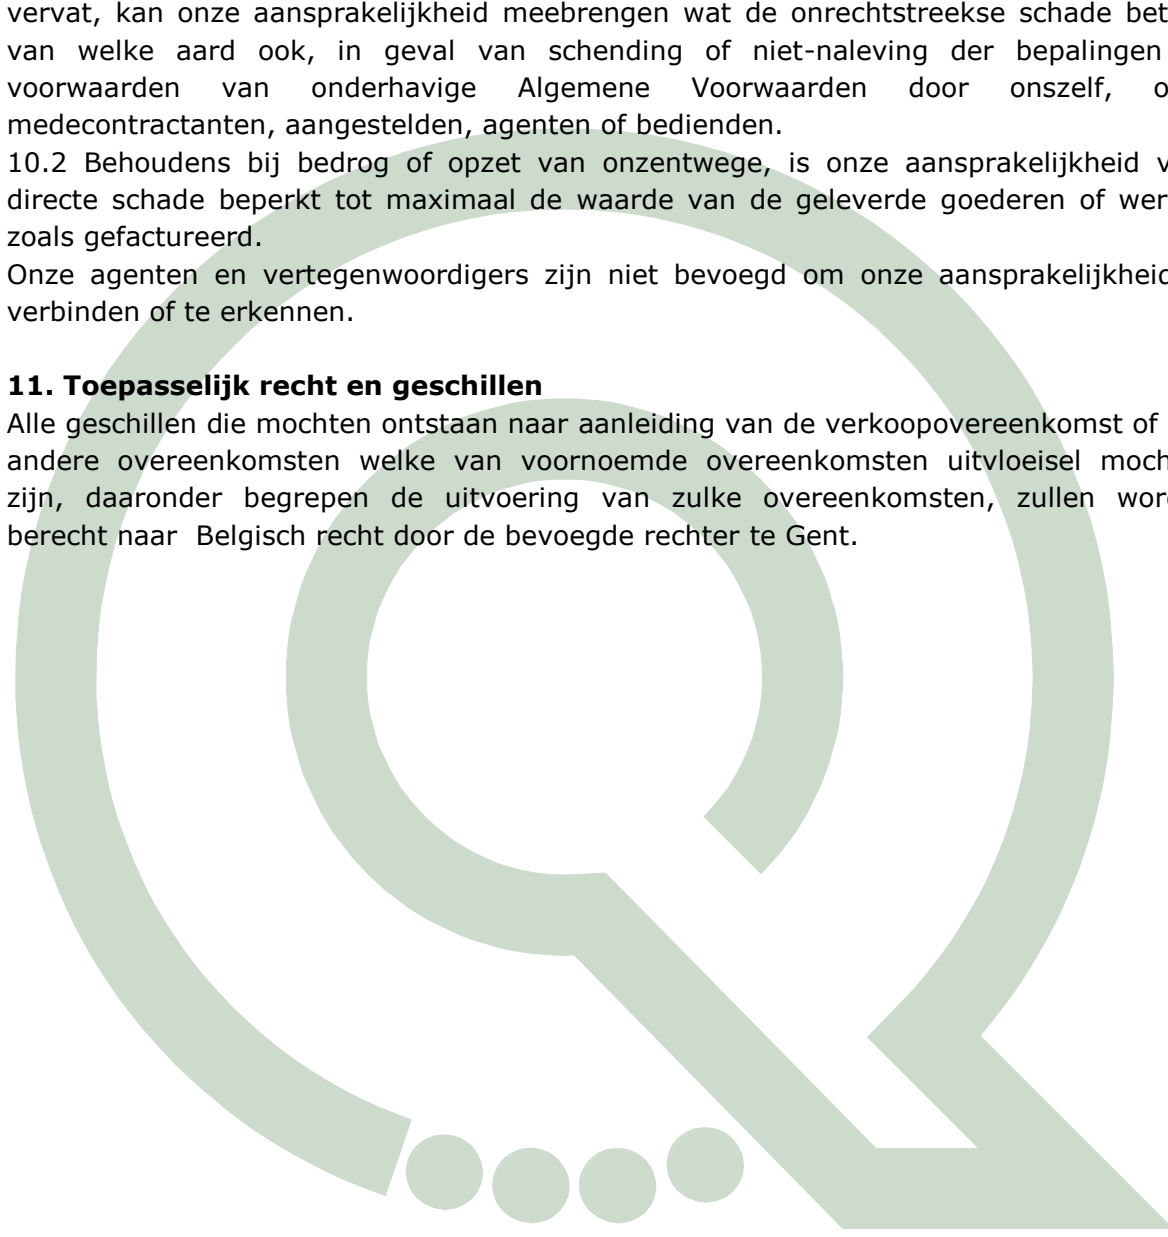 vervat, kan onze aansprakelijkheid meebrengen wat de onrechtstreekse schade bet
van welke aard ook, in geval van schending of niet-naleving der bepalingen
voorwaarden van onderhavige Algemene Voorwaarden door onszelf, o
medecontractanten, aangestelden, agenten of bedienden.
10.2 Behoudens bij bedrog of opzet van onzentwege, is onze aansprakelijkheid v
directe schade beperkt tot maximaal de waarde van de geleverde goederen of wer
zoals gefactureerd.
Onze agenten en vertegenwoordigers zijn niet bevoegd om onze aansprakelijkheid
verbinden of te erkennen.
11. Toepasselijk recht en geschillen
Alle geschillen die mochten ontstaan naar aanleiding van de verkoopovereenkomst of
andere overeenkomsten welke van voornoemde overeenkomsten uitvloeisel moch
zijn, daaronder begrepen de uitvoering van zulke overeenkomsten, zullen word
berecht naar Belgisch recht door de bevoegde rechter te Gent.